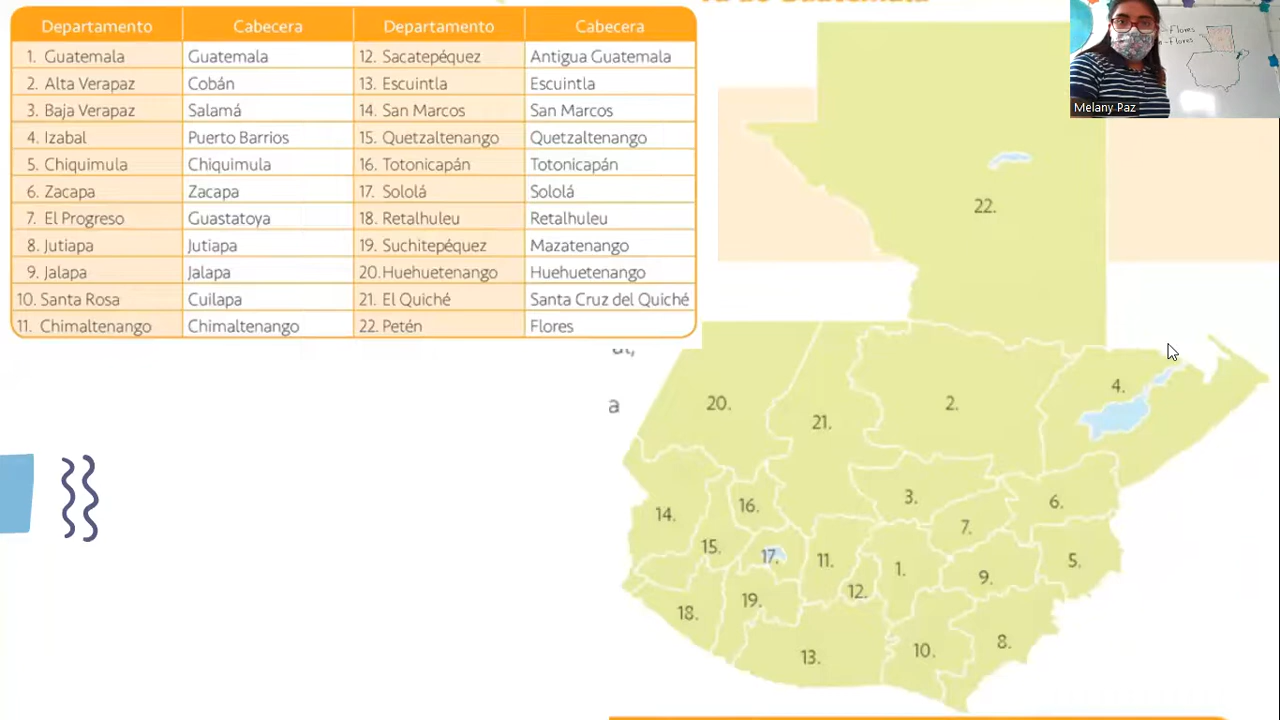 Departamento Cabecera Departamento Cabecera
1. Guatemala Guatemala 12. Sacatepéquez Antigua Guatemala
2. Alta Verapaz Cobán 13. Escuintla Escuintla
3. Baja Verapaz Salamá 14. San Marcos San Marcos
4. Izabal Puerto Barrios 15. Quetzaltenango Quetzaltenango
5. Chiquimula Chiquimula 16. Totonicapán Totonicapán
6. Zacapa Zacapa 17. Sololá Sololá
7. El Progreso Guastatoya 18. Retalhuleu Retalhuleu
8. Jutiapa Jutiapa 19. Suchitepéquez Mazatenango
9. Jalapa Jalapa 20. Huehuetenango Huehuetenango
10. Santa Rosa Cuilapa 21. El Quiché Santa Cruz del Quiché
11. Chimaltenango Chimaltenango 22. Petén Flores
de Guatemala
Flores
Flores
Melany Paz
a
22.
20.
21.
2.
4.
14.
16.
3.
7.
6.
15.
17.
11.
12.
1.
9.
5.
18.
19.
13.
10.
8.